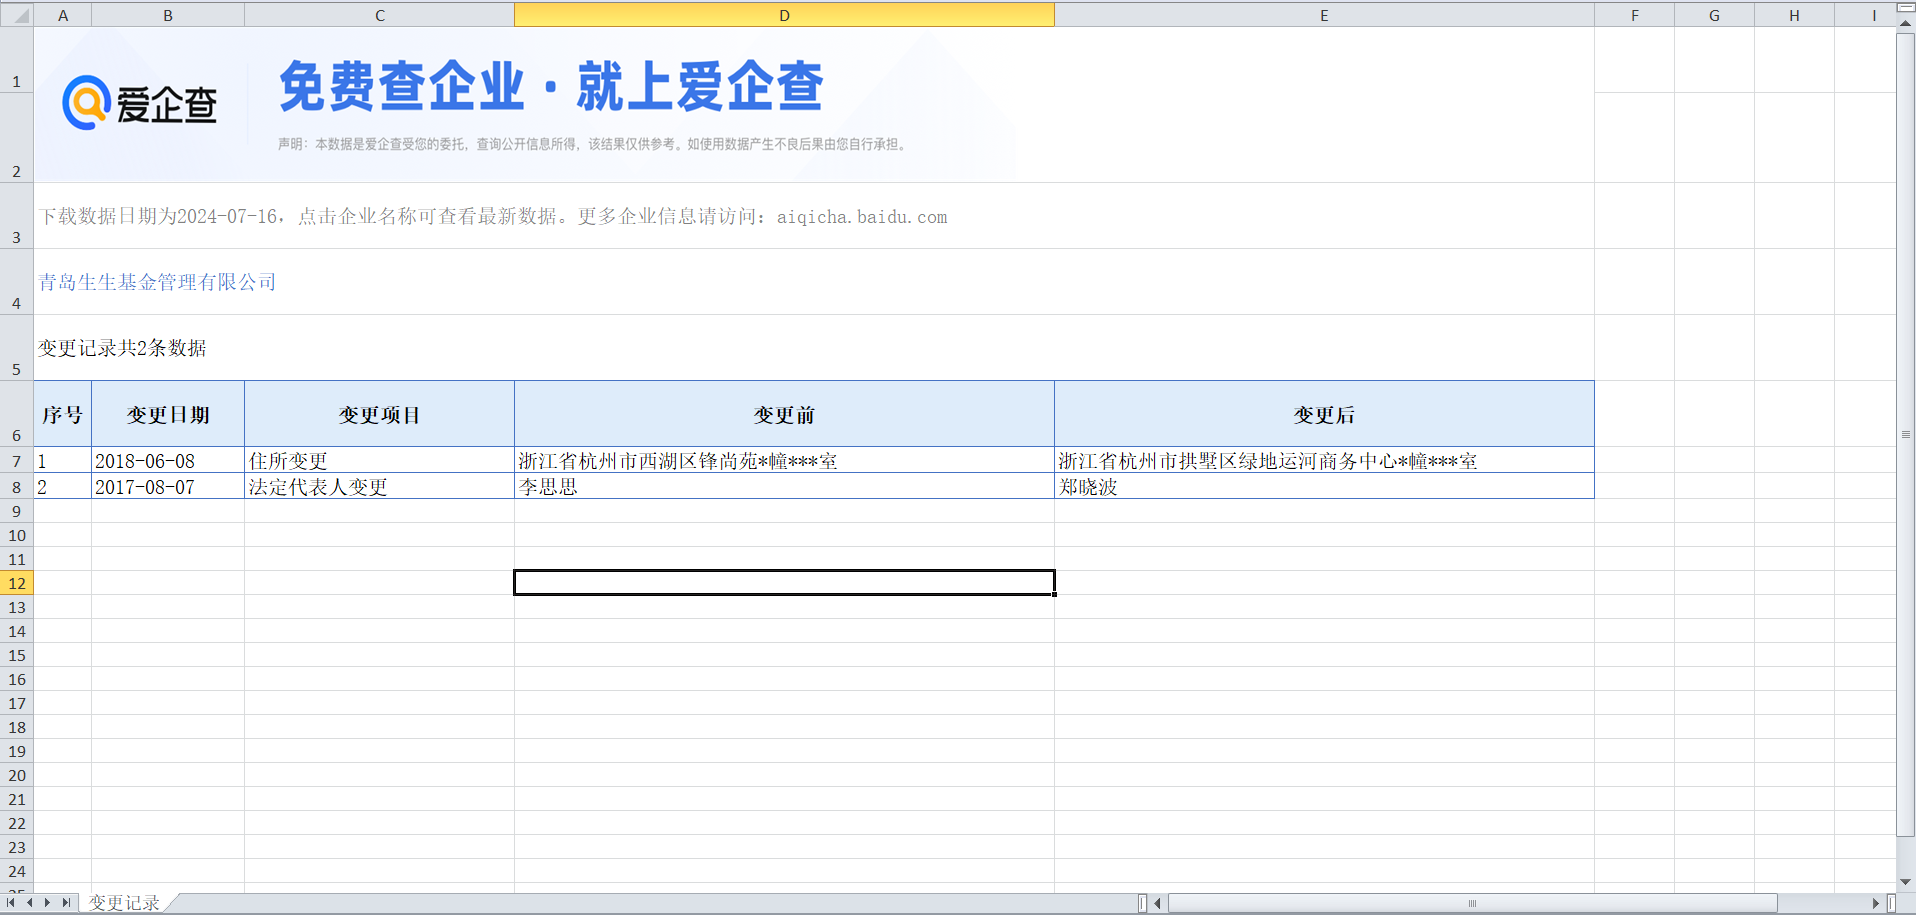 A B C D E F G H I
1
爱企查
免费查企业·就上爱企查
声明：本数据是爱企查受您的委托，查询公开信息所得，该结果仅供参考。如使用数据产生不良后果由您自行承担。
2
下载数据日期为2024-07-16，点击企业名称可查看最新数据。更多企业信息请访问：aiqicha.baidu.com
3
青岛生生基金管理有限公司
4
变更记录共2条数据
5
序号 变更日期 变更项目 变更前 变更后
6
7 1 2018-06-08 住所变更 浙江省杭州市西湖区锋尚苑*幢***室 浙江省杭州市拱墅区绿地运河商务中心*幢***室
8 2 2017-08-07 法定代表人变更 李思思 郑晓波
9
10
11
12
13
14
15
16
17
18
19
20
21
22
23
24
变更记录